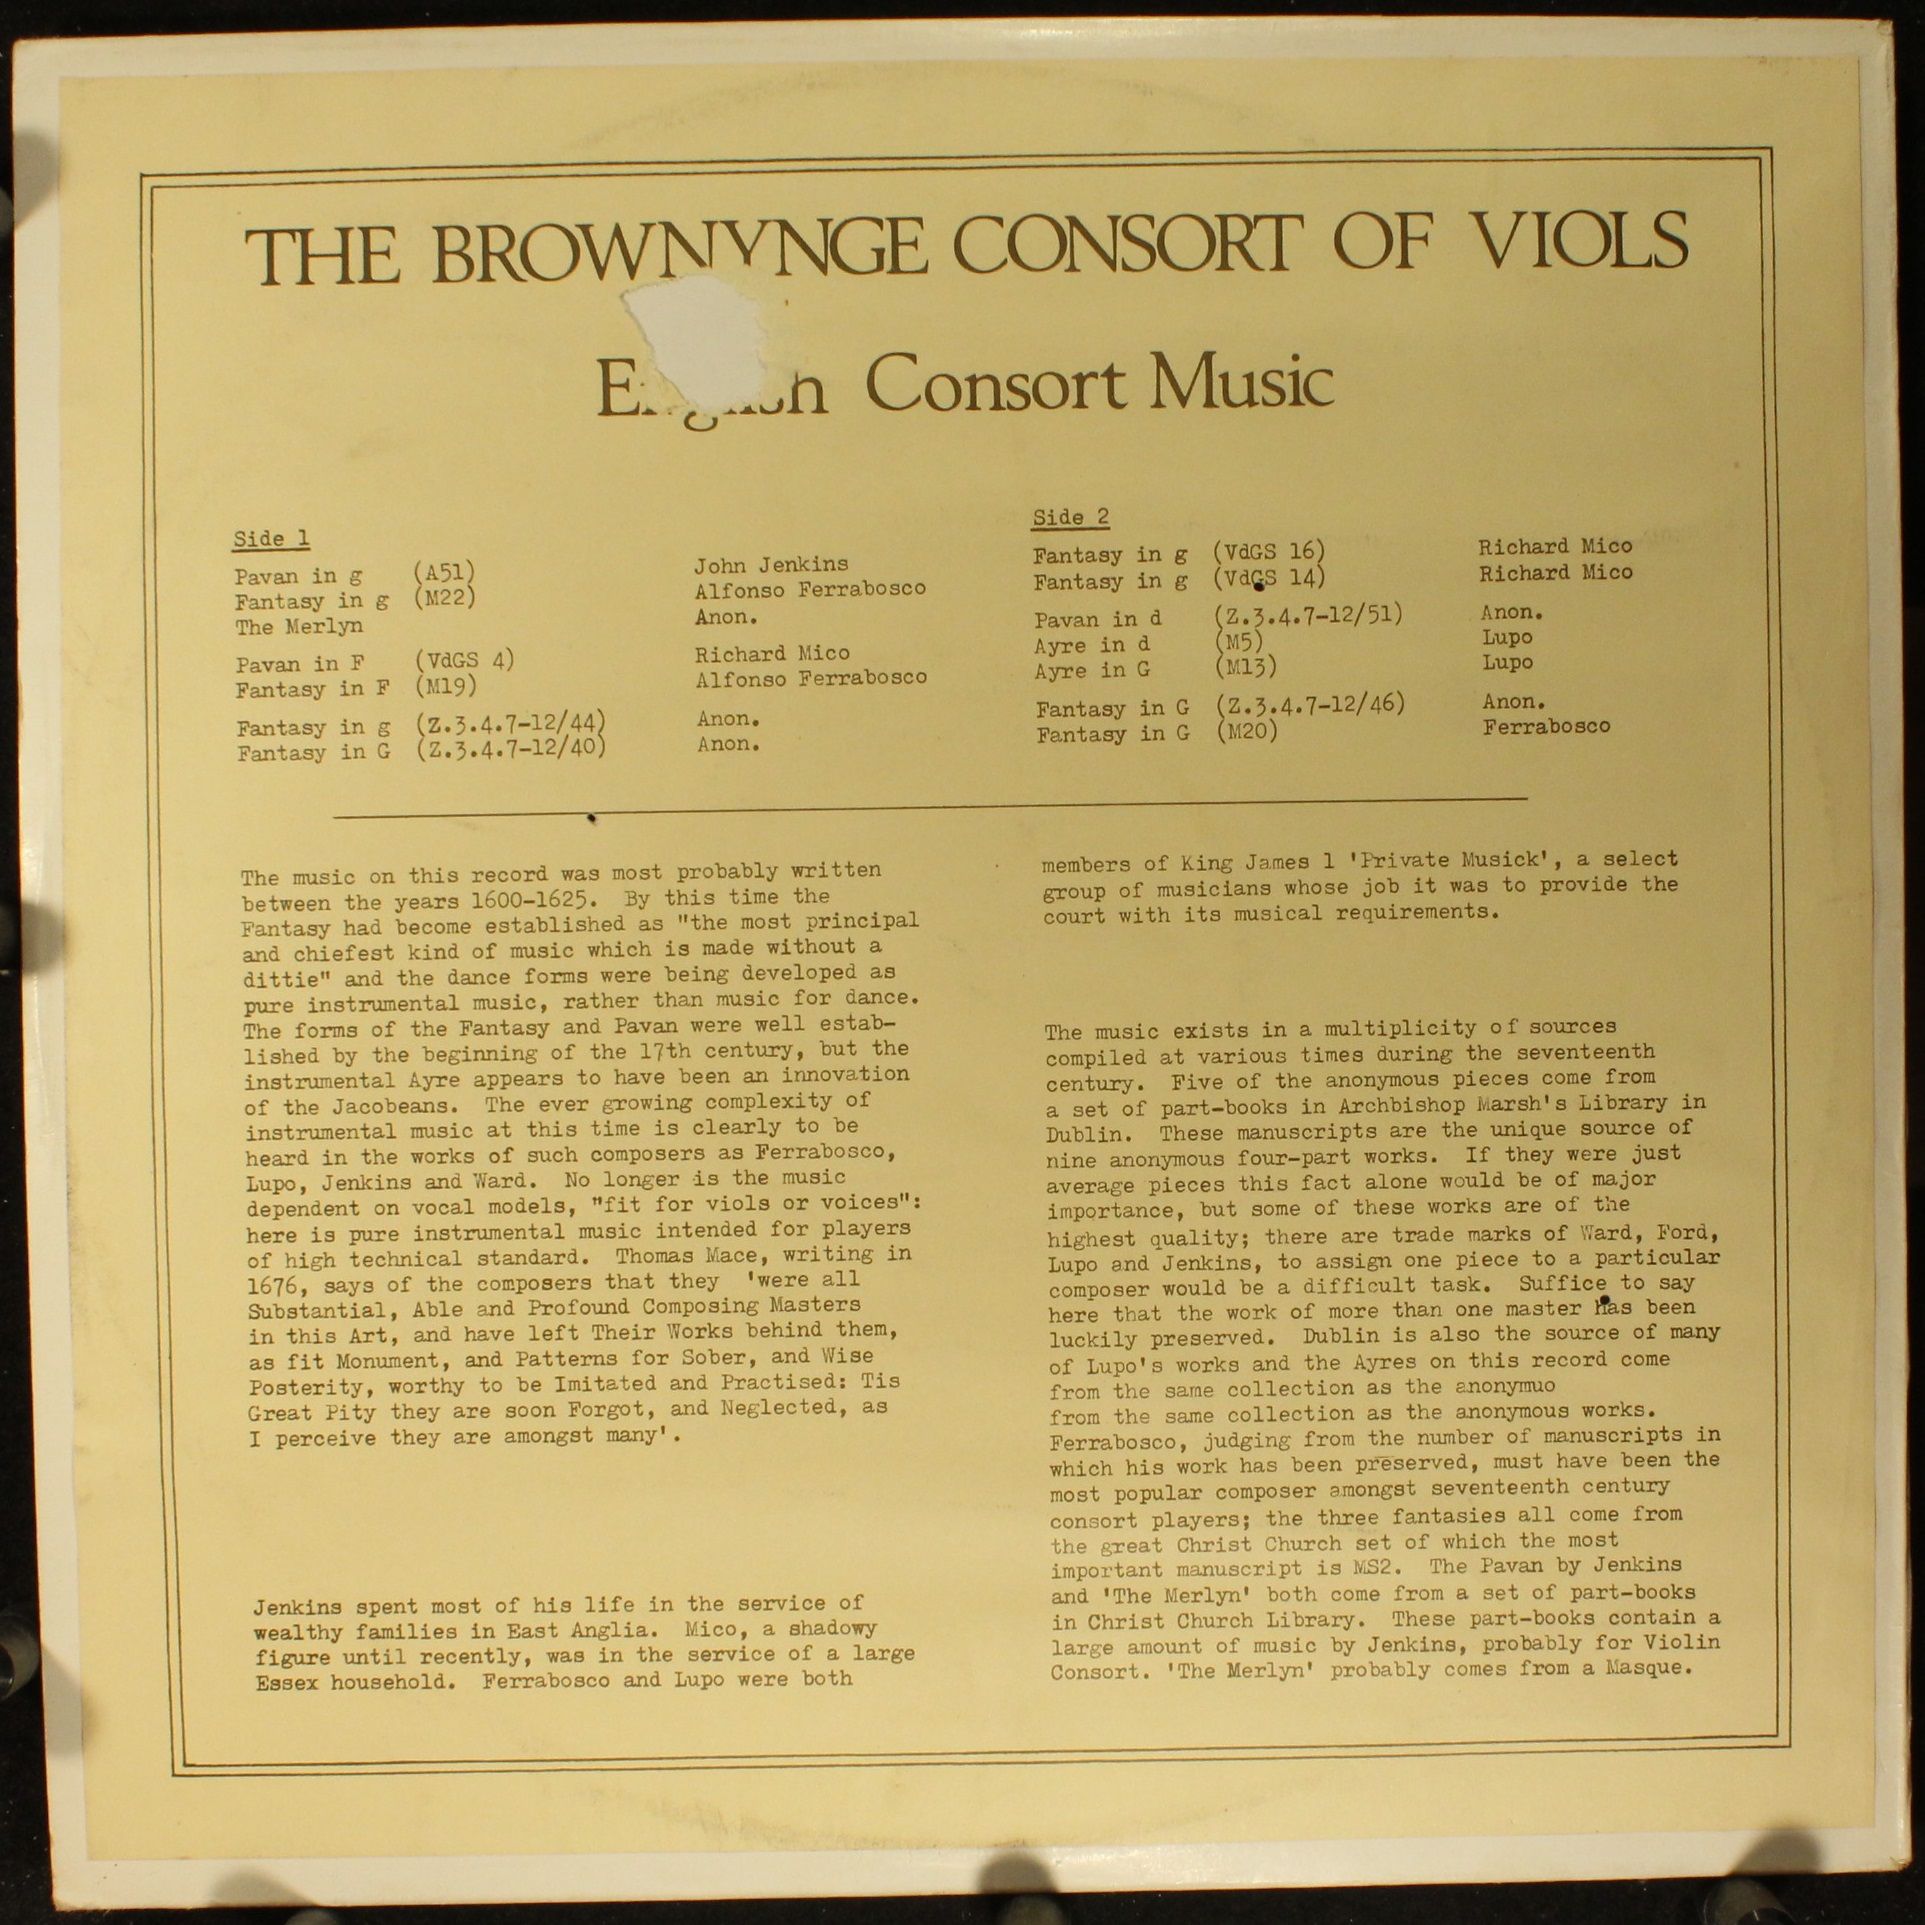 THE BROWNYNGE CONSORT OF VIOLS
Consort Music
Side 1
Pavan in g (A51) John Jenkins
Fantasy in g (M22) Alfonso Ferrabosco
The Merlyn Anon.
Pavan in F (VdGS 4) Richard Mico
Fantasy in F (M19) Alfonso Ferrabosco
Fantasy in g (Z.3.4.7-12/44) Anon.
Fantasy in G (Z.3.4.7-12/40) Anon.
Side 2
Fantasy in g (VdGS 16) Richard Mico
Fantasy in g (VdGS 14) Richard Mico
Pavan in d (Z.3.4.7-12/51) Anon.
Ayre in d (M5) Lupo
Ayre in G (M13) Lupo
Fantasy in G (Z.3.4.7-12/46) Anon.
Fantasy in G (M20) Ferrabosco
The music on this record was most probably written
between the years 1600-1625. By this time the
Fantasy had become established as "the most principal
and chiefest kind of music which is made without a
dittie" and the dance forms were being developed as
pure instrumental music, rather than music for dance.
The forms of the Fantasy and Pavan were well estab-
lished by the beginning of the 17th century, but the
instrumental Ayre appears to have been an innovation
of the Jacobeans. The ever growing complexity of
instrumental music at this time is clearly to be
heard in the works of such composers as Ferrabosco,
Lupo, Jenkins and Ward. No longer is the music
dependent on vocal models, "fit for viols or voices":
here is pure instrumental music intended for players
of high technical standard. Thomas Mace, writing in
1676, says of the composers that they 'were all
Substantial, Able and Profound Composing Masters
in this Art, and have left Their Works behind them,
as fit Monument, and Patterns for Sober, and Wise
Posterity, worthy to be Imitated and Practised: Tis
Great Pity they are soon Forgot, and Neglected, as
I perceive they are amongst many'.
Jenkins spent most of his life in the service of
wealthy families in East Anglia. Mico, a shadowy
figure until recently, was in the service of a large
Essex household. Ferrabosco and Lupo were both
members of King James 1 'Private Musick', a select
group of musicians whose job it was to provide the
court with its musical requirements.
The music exists in a multiplicity of sources
compiled at various times during the seventeenth
century. Five of the anonymous pieces come from
a set of part-books in Archbishop Marsh's Library in
Dublin. These manuscripts are the unique source of
nine anonymous four-part works. If they were just
average pieces this fact alone would be of major
importance, but some of these works are of the
highest quality; there are trade marks of Ward, Ford,
Lupo and Jenkins, to assign one piece to a particular
composer would be a difficult task. Suffice to say
here that the work of more than one master has been
luckily preserved. Dublin is also the source of many
of Lupo's works and the Ayres on this record come
from the same collection as the anonymuo
from the same collection as the anonymous works.
Ferrabosco, judging from the number of manuscripts in
which his work has been preserved, must have been the
most popular composer amongst seventeenth century
consort players; the three fantasies all come from
the great Christ Church set of which the most
important manuscript is MS2. The Pavan by Jenkins
and 'The Merlyn' both come from a set of part-books
in Christ Church Library. These part-books contain a
large amount of music by Jenkins, probably for Violin
Consort. 'The Merlyn' probably comes from a Masque.